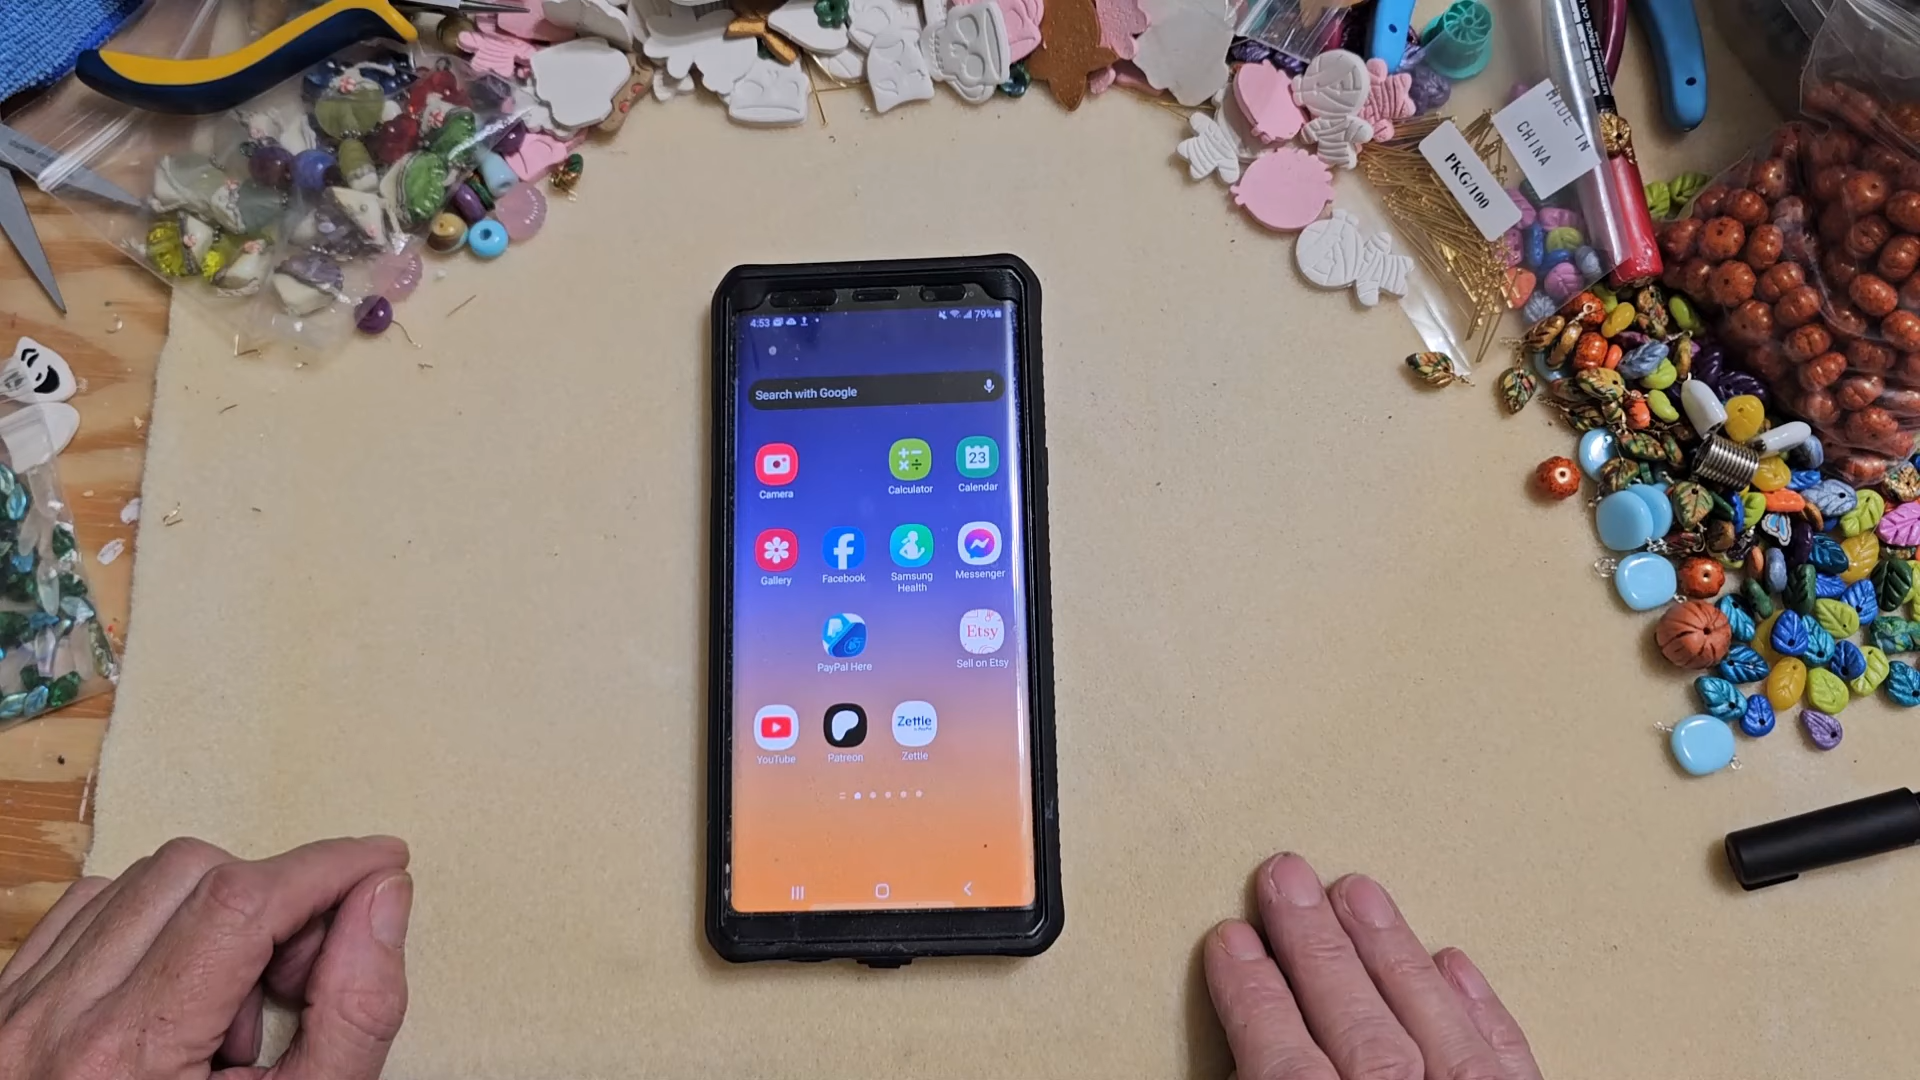 MADE IN
CHINA
PKG/100
4:53
79%
Search with Google
23
Camera
Calculator
Calendar
Gallery
Facebook
Samsung
Health
Messenger
Etsy
PayPal Here
Sell on Etsy
Zettle
YouTube
Patreon
Zettle